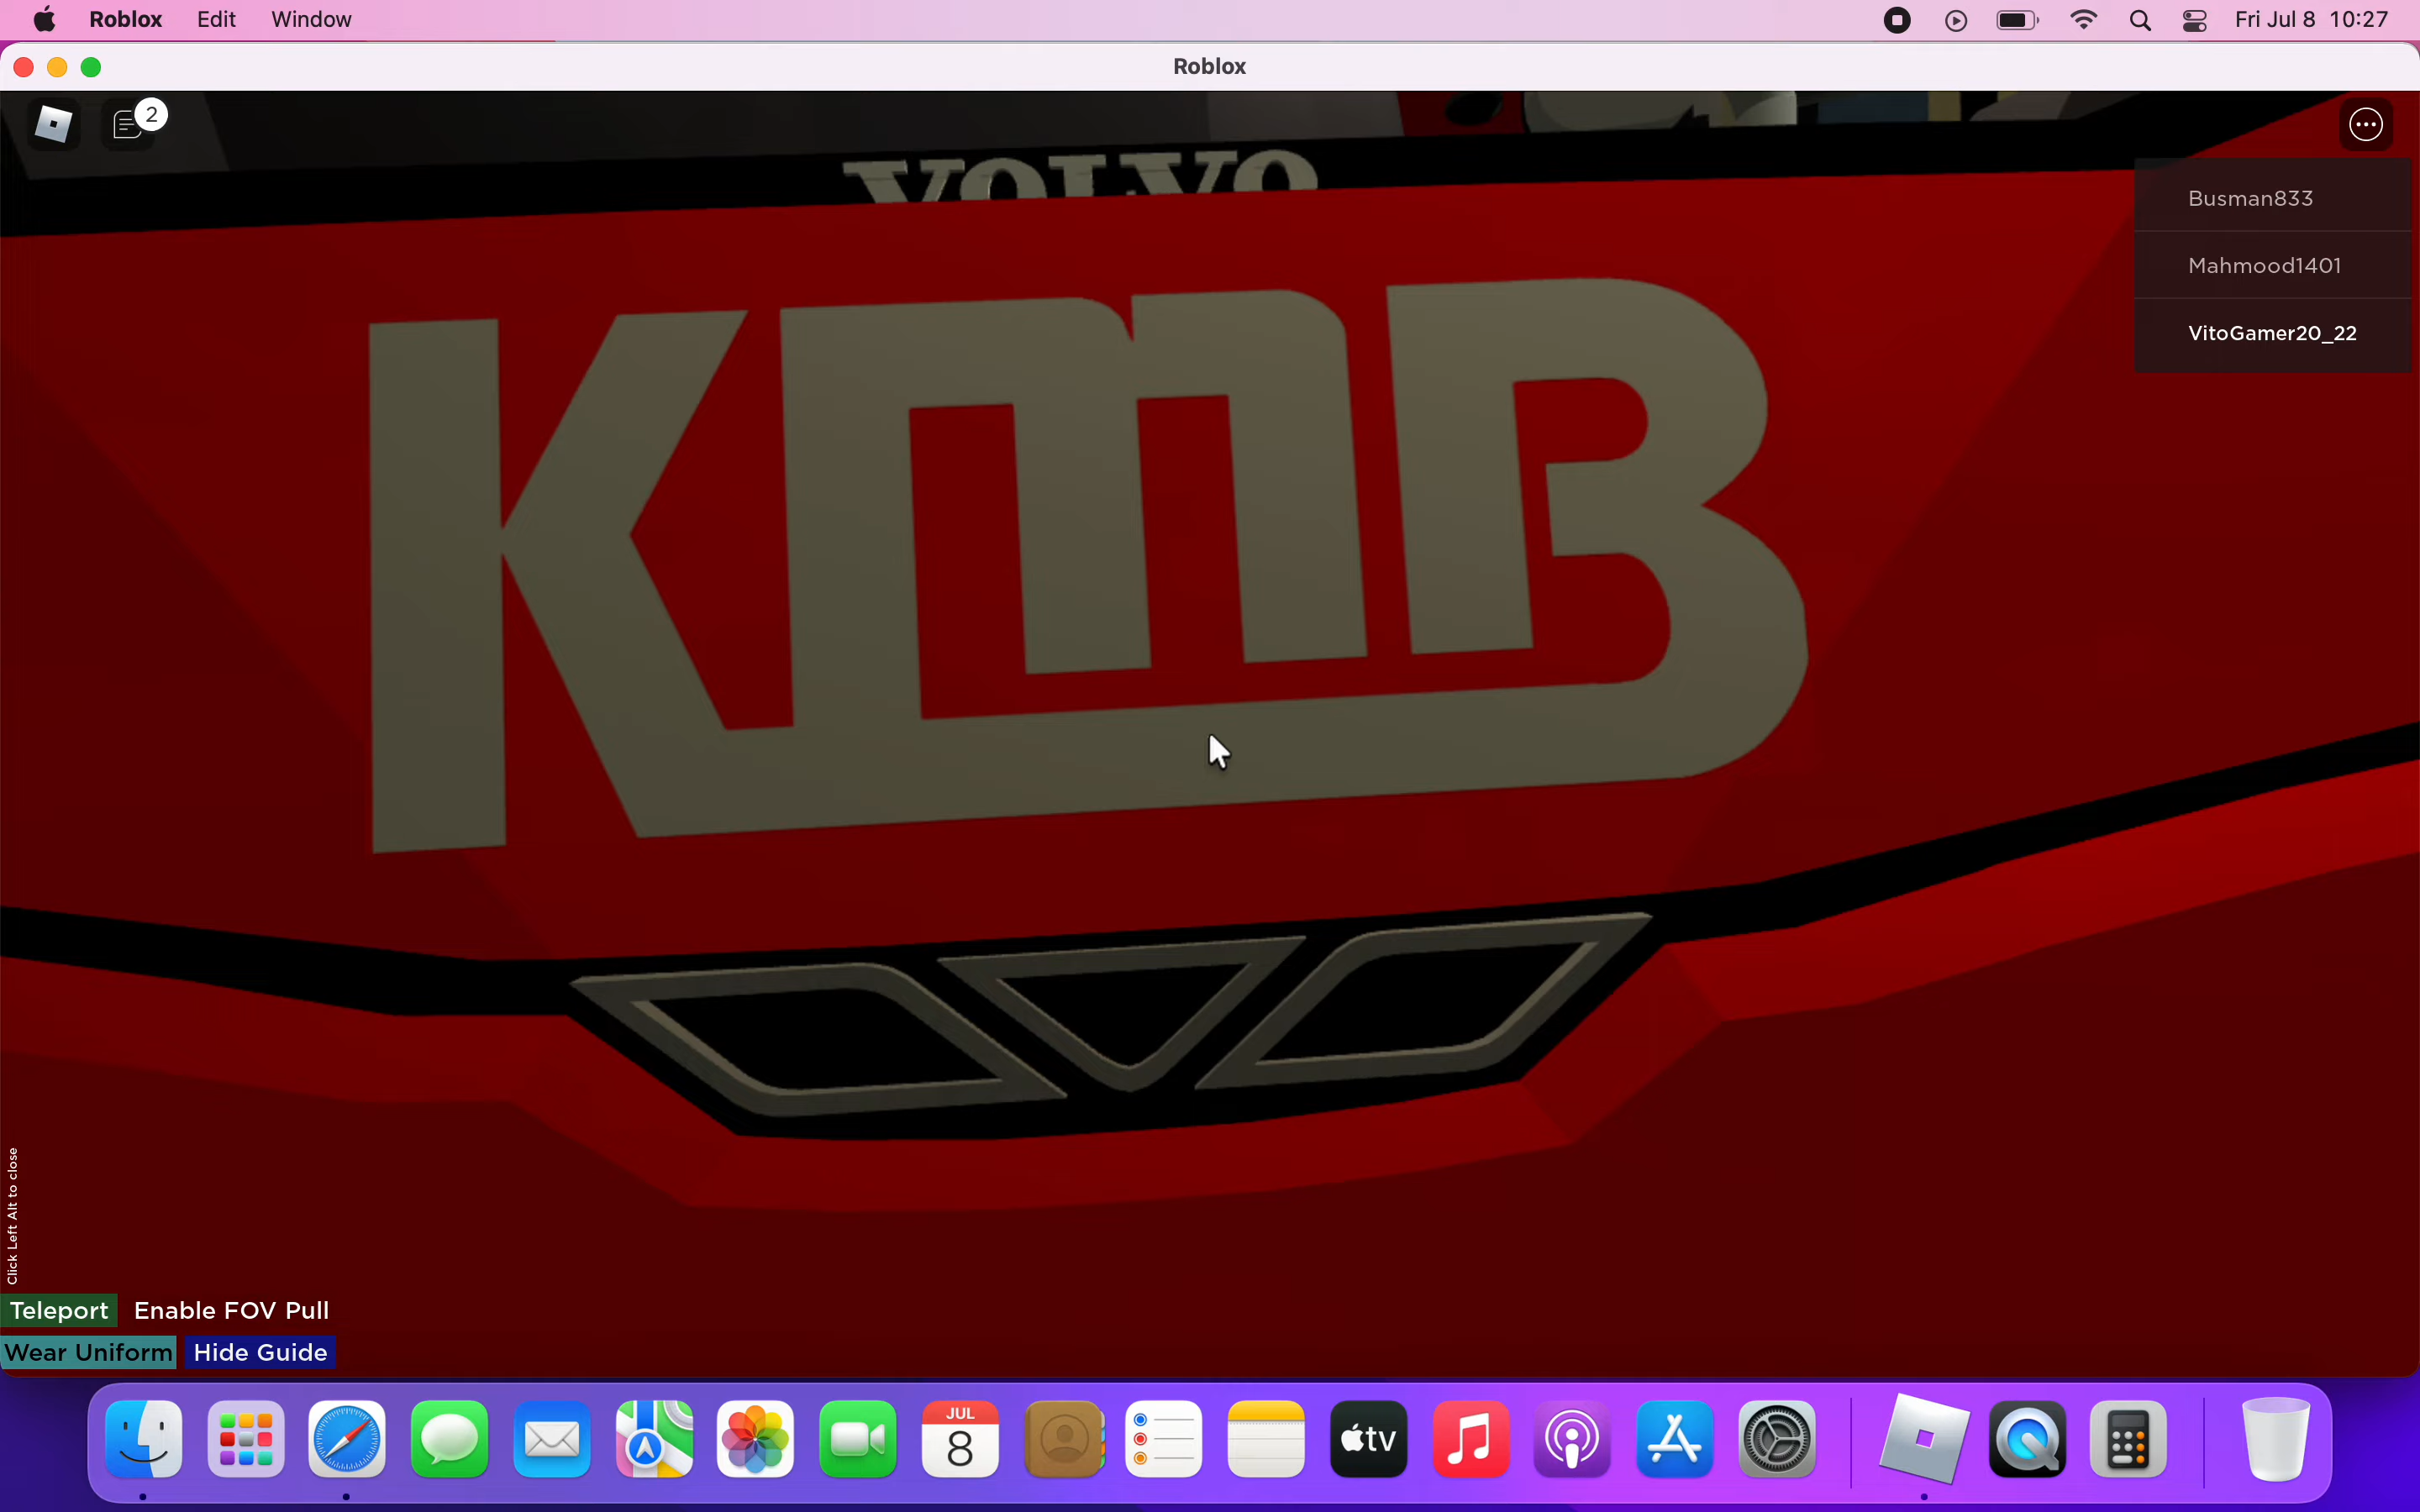 Roblox Edit Window
Fri Jul 8 10:27
Roblox
2
VOLVO
Busman833
Mahmood1401
VitoGamer20_22
KMB
Click Left Alt to close
Teleport Enable FOV Pull
Wear Uniform Hide Guide
JUL
8
tv